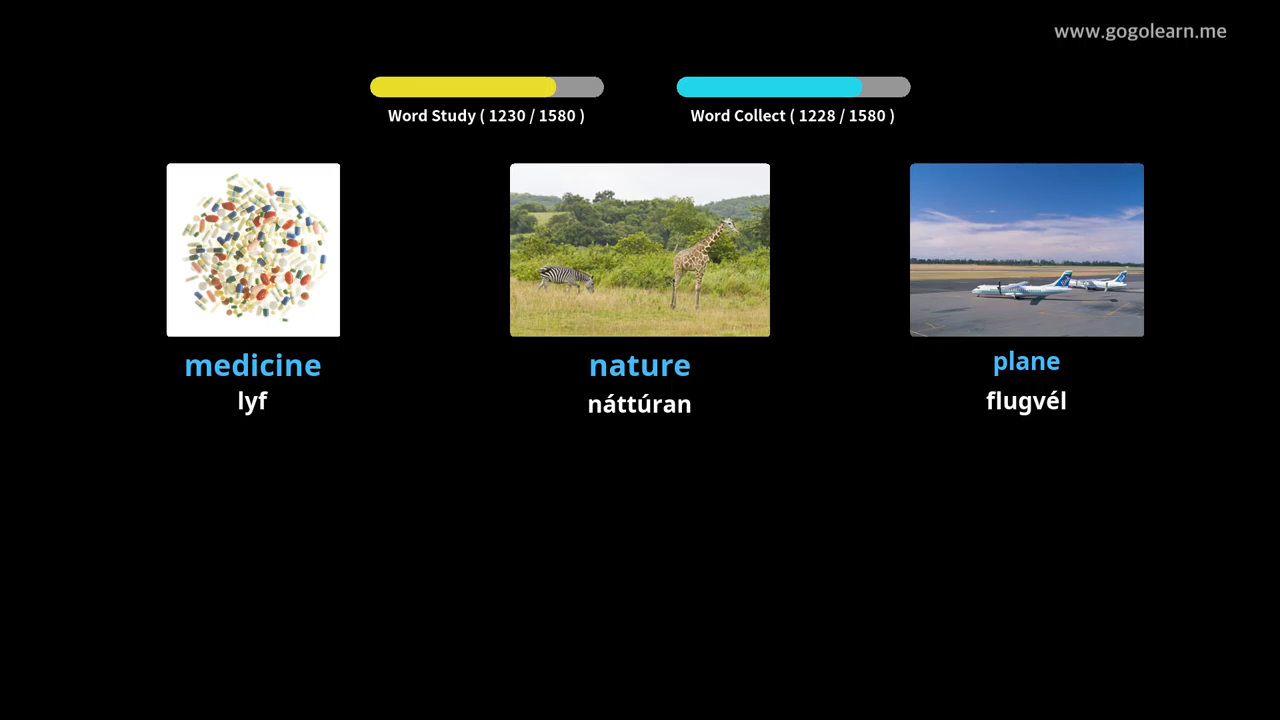 www.gogolearn.me
Word Study ( 1230 / 1580 )
Word Collect ( 1228 / 1580 )
medicine
lyf
nature
náttúran
plane
flugvél